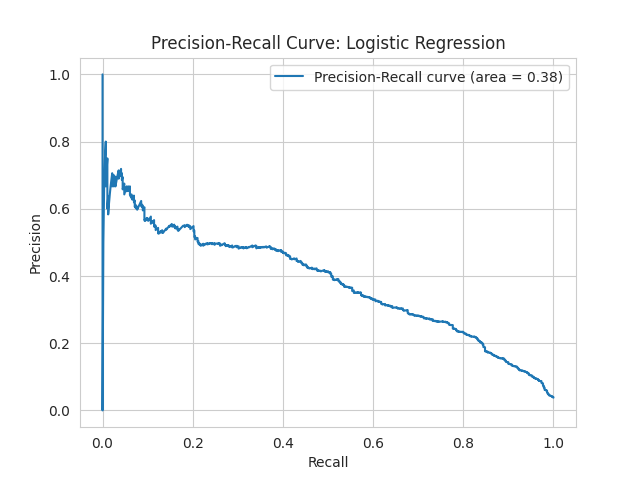 Precision-Recall Curve: Logistic Regression
Precision-Recall curve (area = 0.38)
1.0
0.8
0.6
0.4
0.2
0.0
Precision
0.0 0.2 0.4 0.6 0.8 1.0
Recall